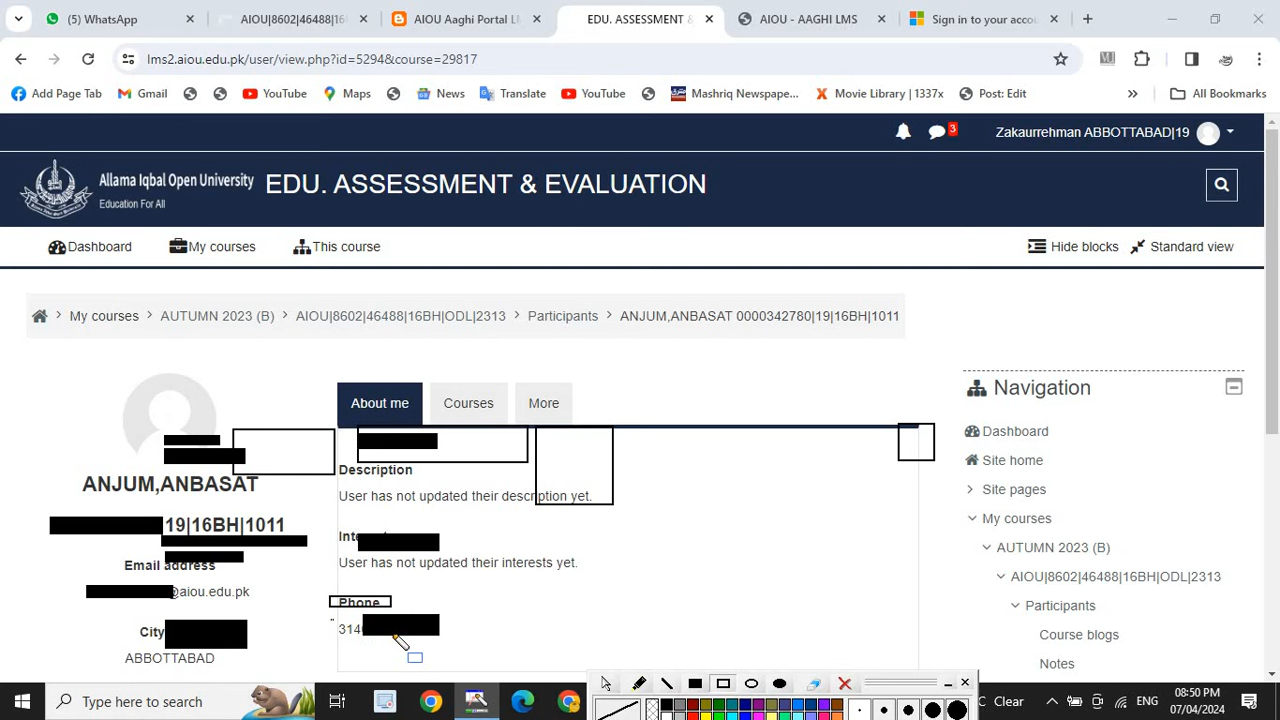 (5) WhatsApp
AIOU|8602|46488|16
AIOU Aaghi Portal LM
EDU. ASSESSMENT &
AIOU - AAGHI LMS
Sign in to your accou
lms2.aiou.edu.pk/user/view.php?id=5294&course=29817
Add Page Tab
Gmail
YouTube
Maps
News
Translate
YouTube
Mashriq Newspape...
Movie Library | 1337x
Post: Edit
All Bookmarks
3
Zakaurrehman ABBOTTABAD|19
Allama Iqbal Open University
Education For All
EDU. ASSESSMENT & EVALUATION
Dashboard
My courses
This course
Hide blocks
Standard view
My courses
AUTUMN 2023 (B)
AIOU|8602|46488|16BH|ODL|2313
Participants
ANJUM,ANBASAT 0000342780|19|16BH|1011
About me
Courses
More
ANJUM,ANBASAT
19|16BH|1011
Email address
@aiou.edu.pk
City
ABBOTTABAD
Description
User has not updated their description yet.
User has not updated their interests yet.
Phone
314
Navigation
Dashboard
Site home
Site pages
My courses
AUTUMN 2023 (B)
AIOU|8602|46488|16BH|ODL|2313
Participants
Course blogs
Notes
Type here to search
Clear
ENG
08:50 PM
07/04/2024